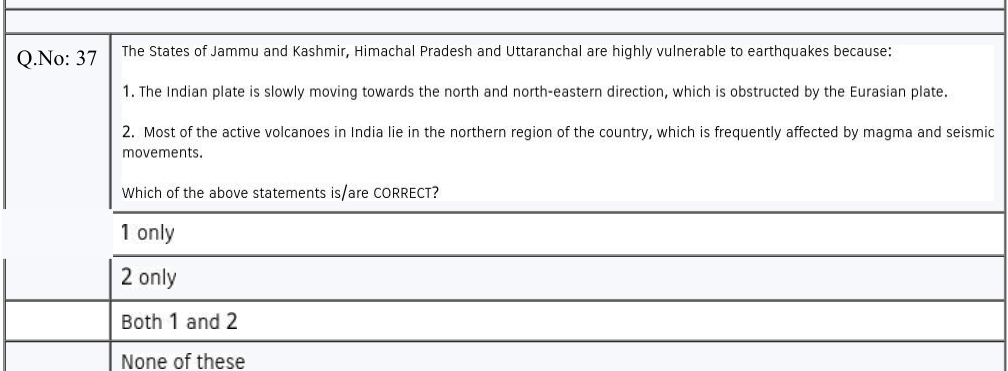 Q.No: 37
The States of Jammu and Kashmir, Himachal Pradesh and Uttaranchal are highly vulnerable to earthquakes because:
1. The Indian plate is slowly moving towards the north and north-eastern direction, which is obstructed by the Eurasian plate.
2. Most of the active volcanoes in India lie in the northern region of the country, which is frequently affected by magma and seismic
movements.
Which of the above statements is/are CORRECT?
1 only
2 only
Both 1 and 2
None of these